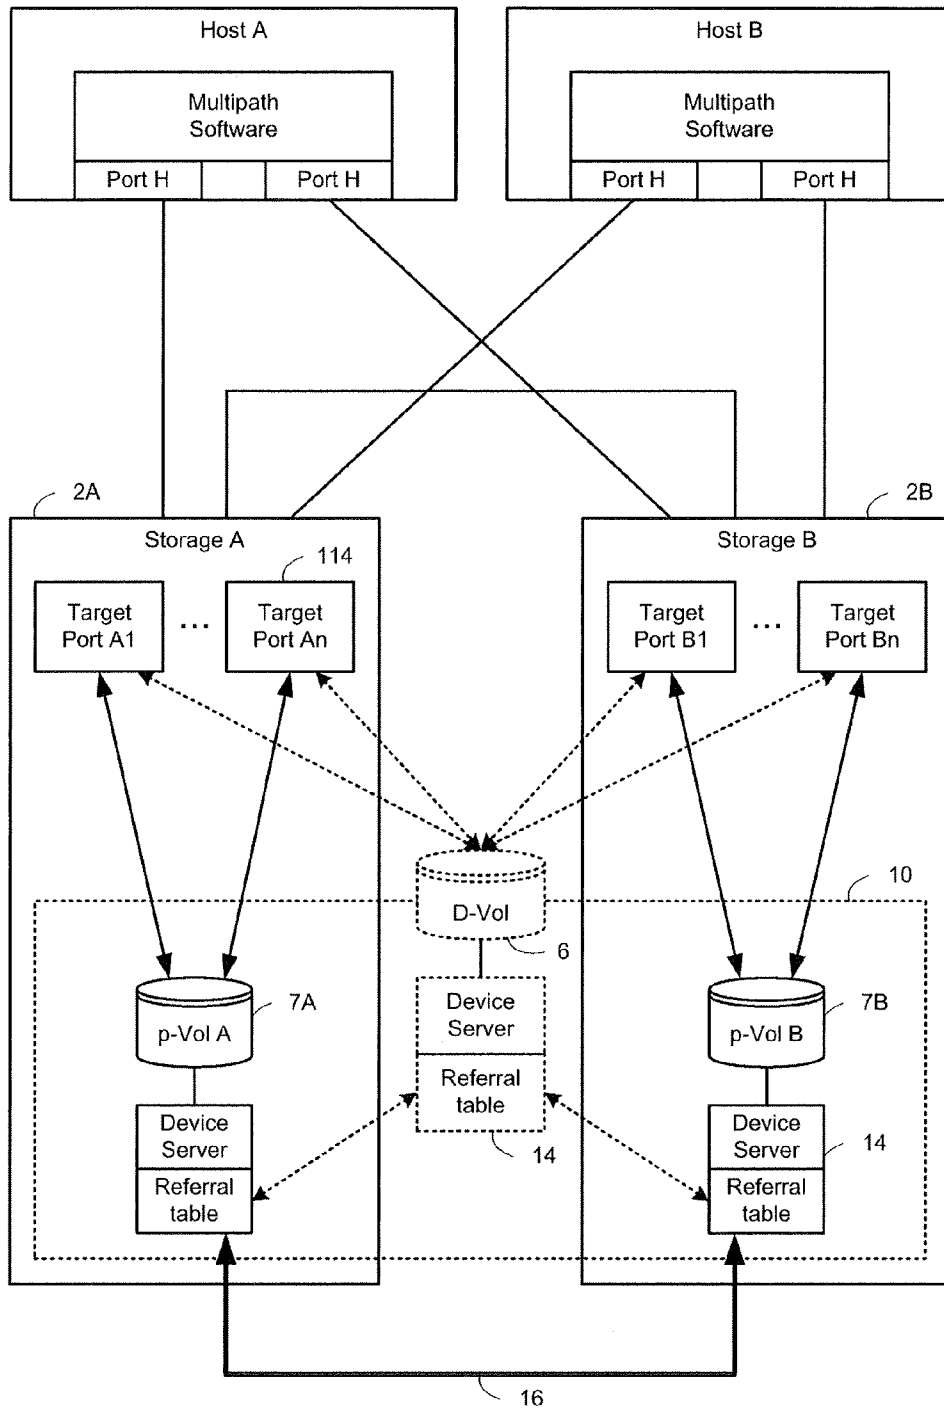 Host A
Host B
Multipath
Software
Multipath
Software
Port H
Port H
Port H
Port H
2A
2B
Storage A
Storage B
114
Target
Port A1
...
Target
Port An
Target
Port B1
...
Target
Port Bn
10
D-Vol
6
7A
7B
p-Vol A
p-Vol B
Device
Server
Referral
table
14
Device
Server
Referral
table
Device
Server
Referral
table
14
16